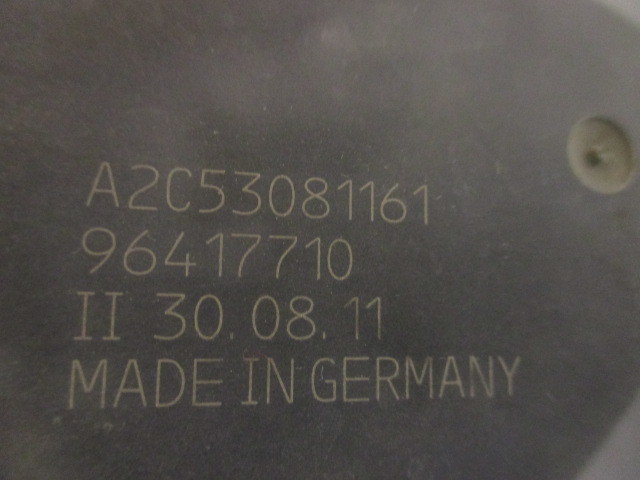 A2C53081161
96417710
II 30.08.11
MADE IN GERMANY